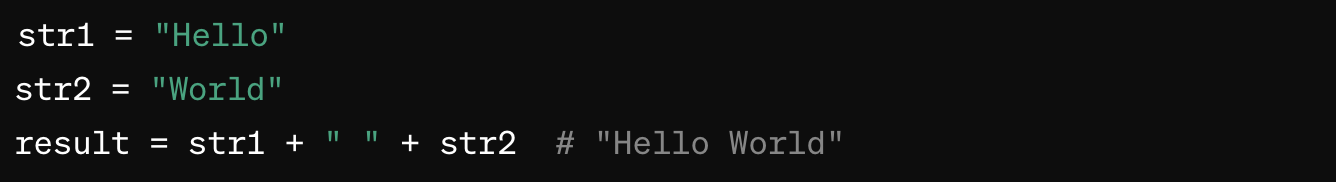 str1 = "Hello"
str2 = "World"
result = str1 + " " + str2  # "Hello World"